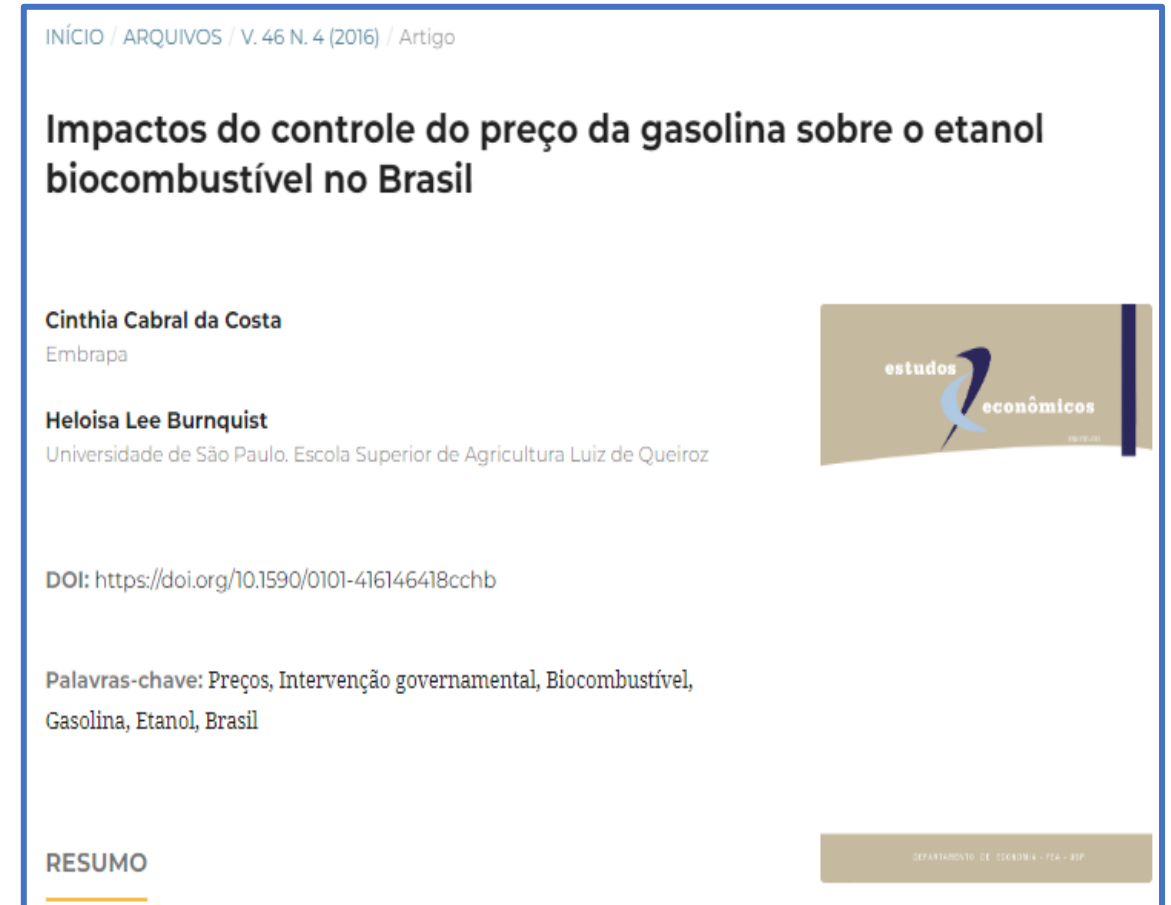 INÍCIO / ARQUIVOS / V. 46 N. 4 (2016) / Artigo
Impactos do controle do preço da gasolina sobre o etanol
biocombustível no Brasil
Cinthia Cabral da Costa
Embrapa
Heloisa Lee Burnquist
Universidade de São Paulo. Escola Superior de Agricultura Luiz de Queiroz
estudos
econômicos
DOI: https://doi.org/10.1590/0101-416146418cchb
Palavras-chave: Preços, Intervenção governamental, Biocombustível,
Gasolina, Etanol, Brasil
RESUMO
DEPARTAMENTO DE ECONOMIA - FEA - USP